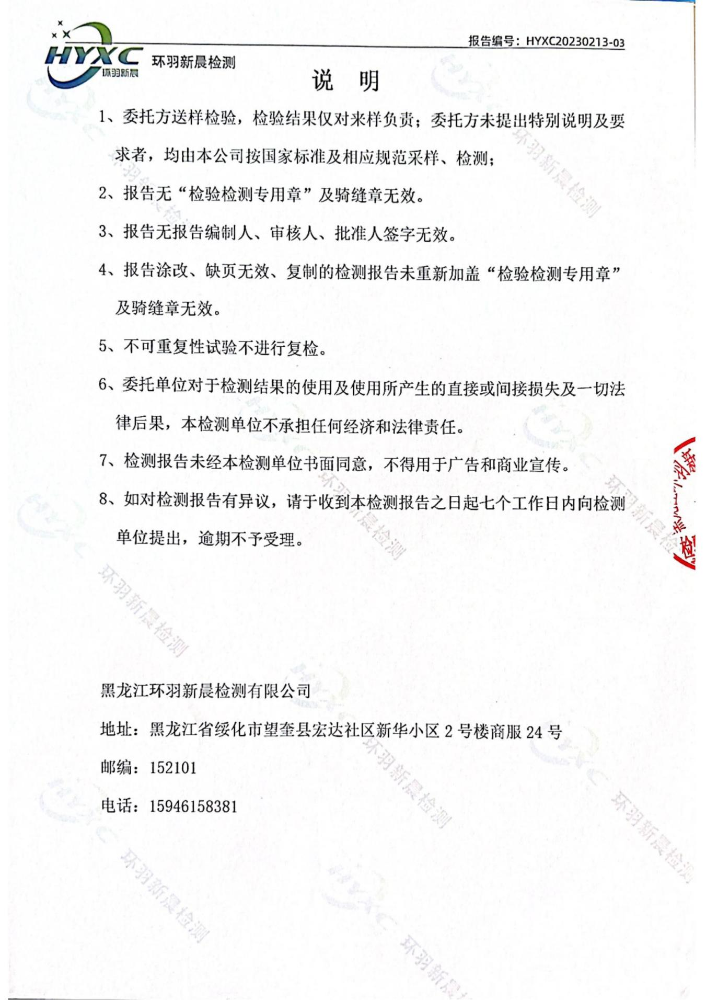 报告编号：HYXC20230213-03
HYXC
环羽新晨
环羽新晨检测
说 明
1、委托方送样检验，检验结果仅对来样负责；委托方未提出特别说明及要
求者，均由本公司按国家标准及相应规范采样、检测；
2、报告无“检验检测专用章”及骑缝章无效。
3、报告无报告编制人、审核人、批准人签字无效。
4、报告涂改、缺页无效、复制的检测报告未重新加盖“检验检测专用章”
及骑缝章无效。
5、不可重复性试验不进行复检。
6、委托单位对于检测结果的使用及使用所产生的直接或间接损失及一切法
律后果，本检测单位不承担任何经济和法律责任。
7、检测报告未经本检测单位书面同意，不得用于广告和商业宣传。
8、如对检测报告有异议，请于收到本检测报告之日起七个工作日内向检测
单位提出，逾期不予受理。
黑龙江环羽新晨检测有限公司
地址：黑龙江省绥化市望奎县宏达社区新华小区 2 号楼商服 24 号
邮编：152101
电话：15946158381